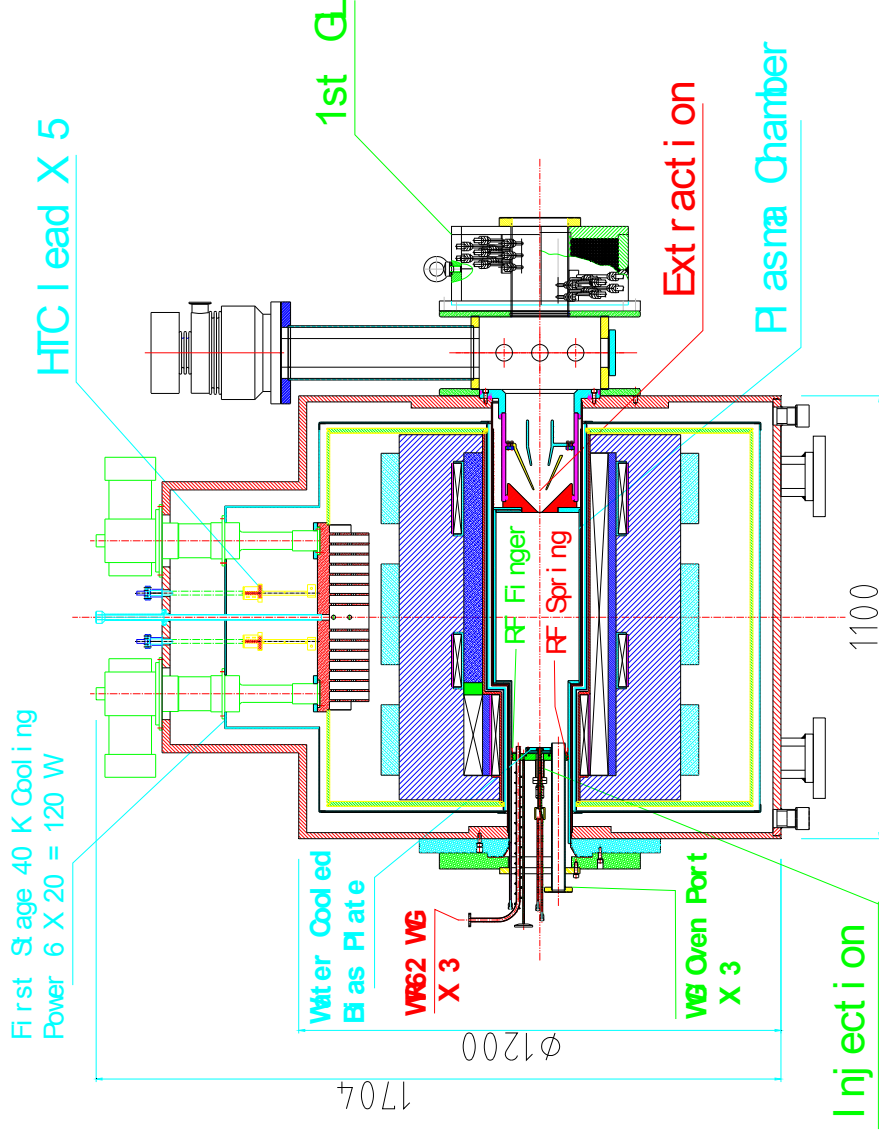 First Stage 40 K Cooling
Power 6 X 20 = 120 W
HTC lead X 5
1st GL
Extraction
Plasma Chamber
RF Finger
RF Spring
Water Cooled
Bias Plate
WR62 WG
X 3
WG/Oven Port
X 3
Injection
1100
ϕ1200
1704